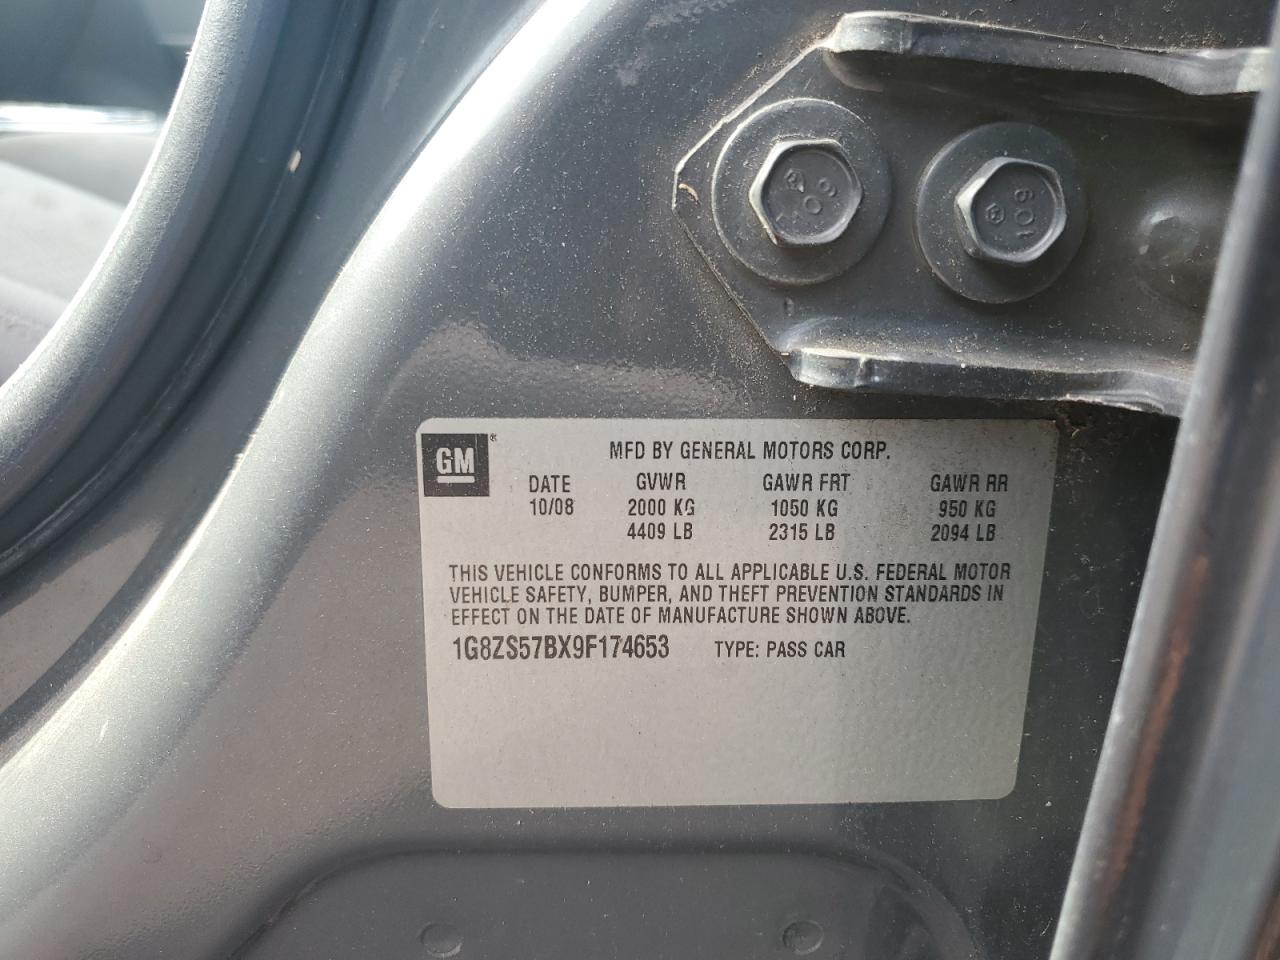 109
109
GM®
MFD BY GENERAL MOTORS CORP.
DATE GVWR GAWR FRT GAWR RR
10/08 2000 KG 1050 KG 950 KG
4409 LB 2315 LB 2094 LB
THIS VEHICLE CONFORMS TO ALL APPLICABLE U.S. FEDERAL MOTOR
VEHICLE SAFETY, BUMPER, AND THEFT PREVENTION STANDARDS IN
EFFECT ON THE DATE OF MANUFACTURE SHOWN ABOVE.
1G8ZS57BX9F174653 TYPE: PASS CAR